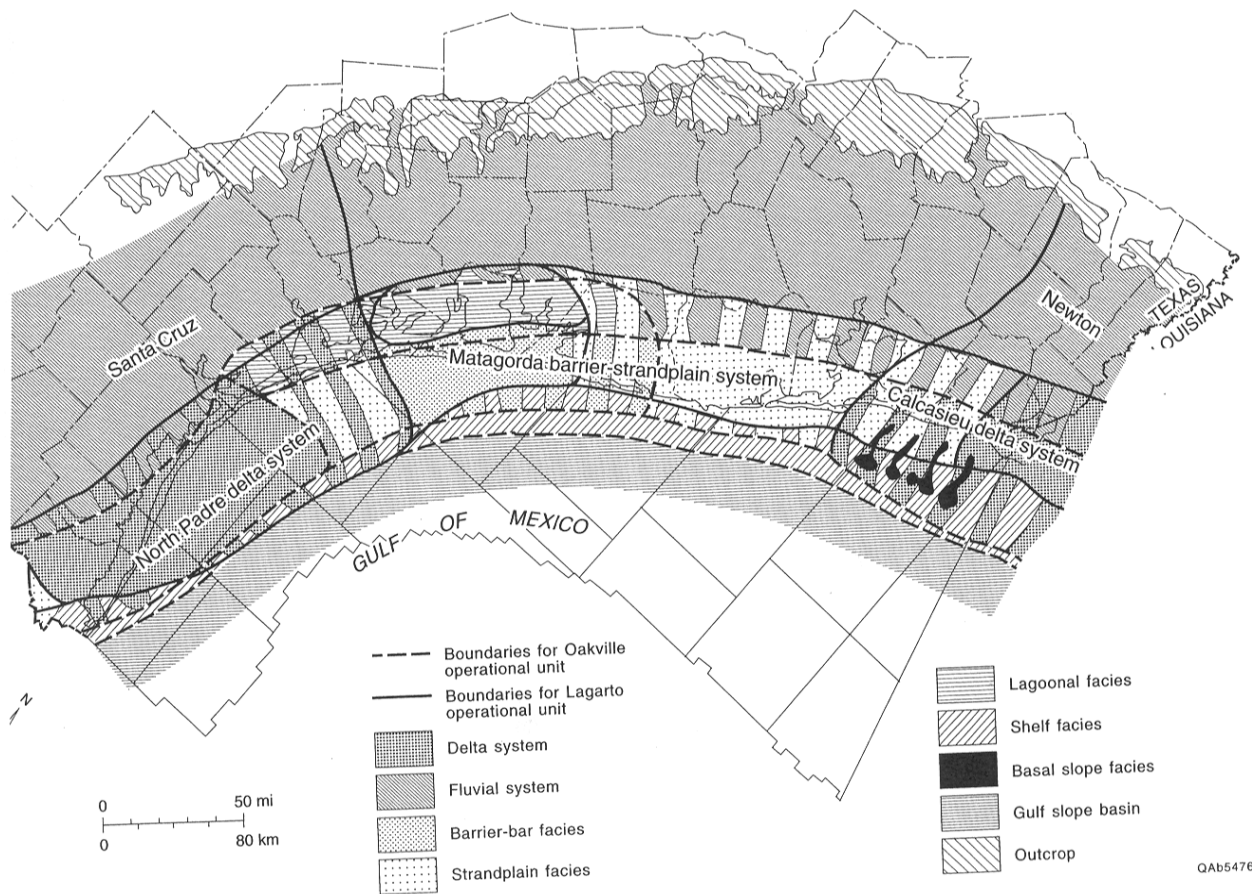 Santa Cruz
Newton
TEXAS
OUISIANA
Matagorda barrier-strandplain system
Calcasieu delta system
North Padre delta system
GULF OF MEXICO
N
Boundaries for Oakville
operational unit
Boundaries for Lagarto
operational unit
Delta system
Fluvial system
Barrier-bar facies
Strandplain facies
0 50 mi
0 80 km
Lagoonal facies
Shelf facies
Basal slope facies
Gulf slope basin
Outcrop
QAb5476